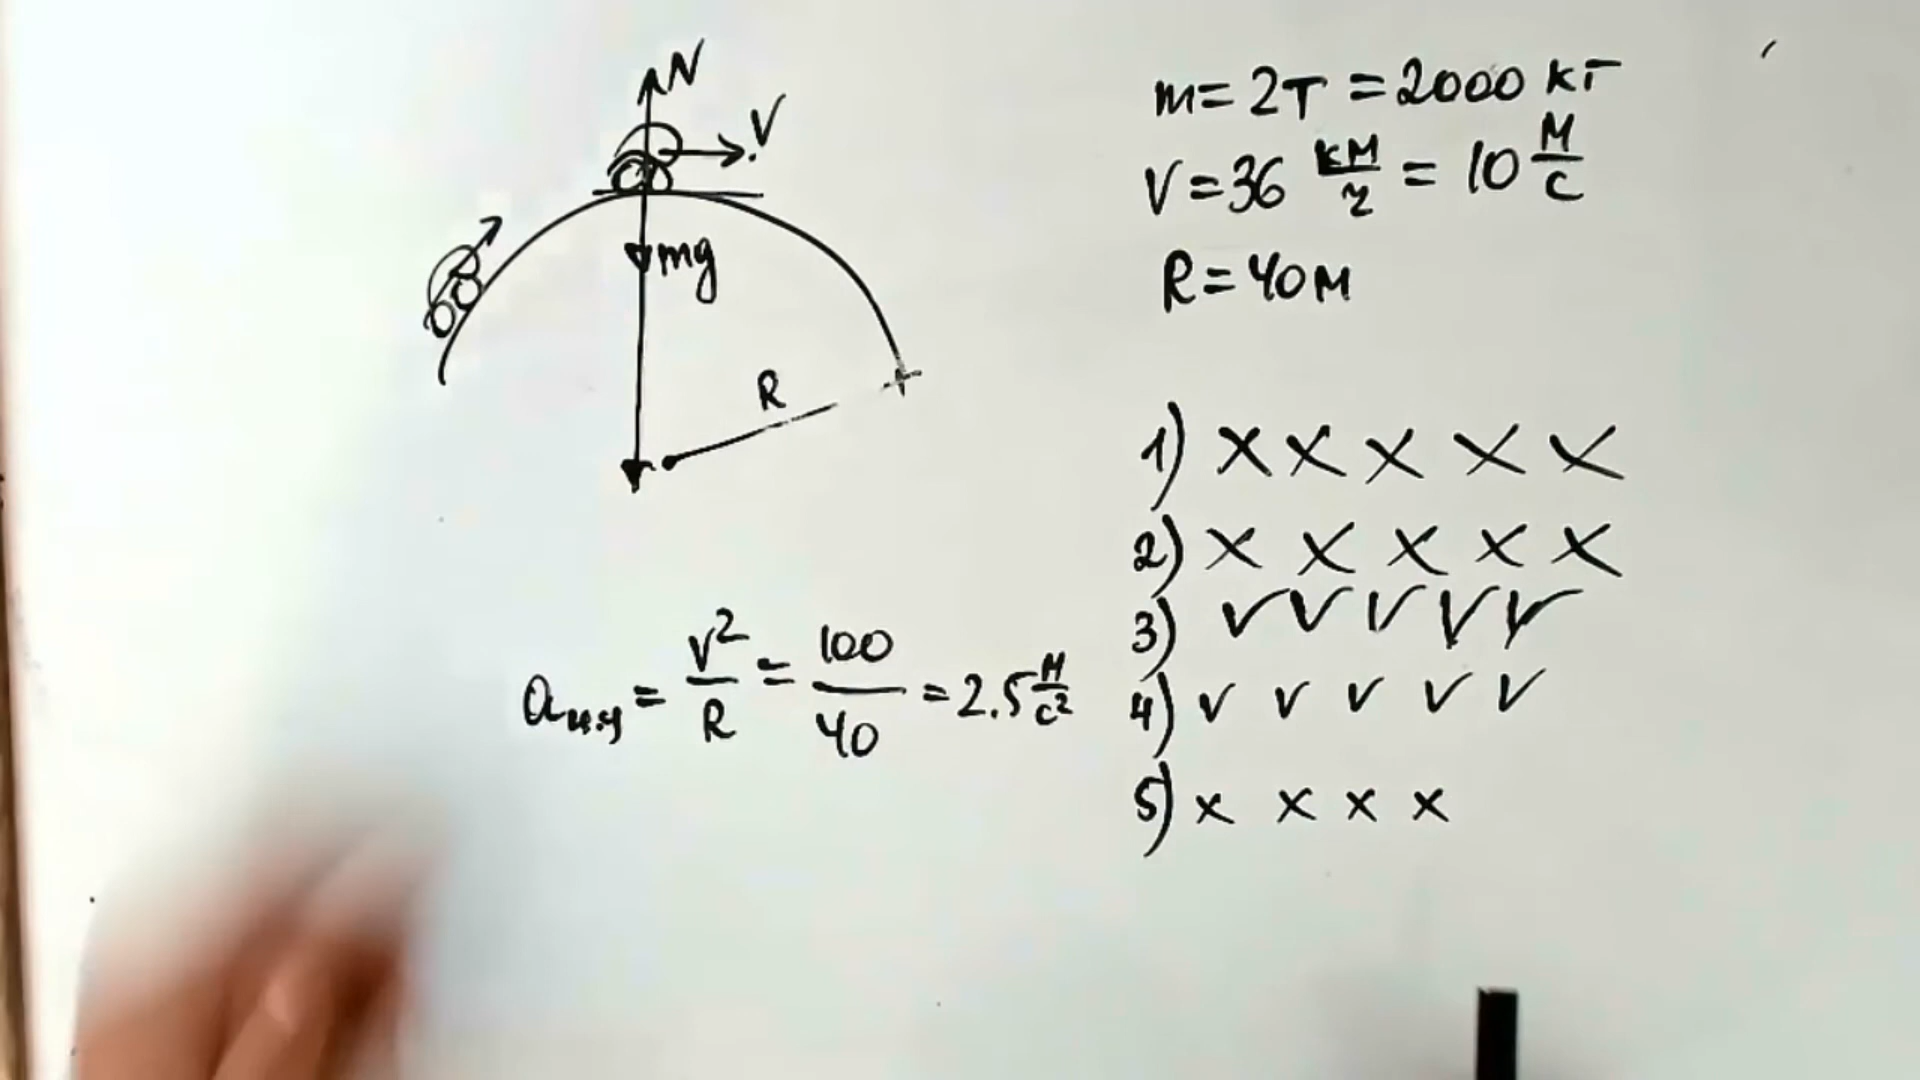 N
V
mg
R
m = 2т = 2000 кг
V = 36 км/ч = 10 м/с
R = 40м
1) x x x x x
2) x x x x x
3) v v v v v
4) v v v v v
5) x x x x
aц.у = V²/R = 100/40 = 2.5 м/с²